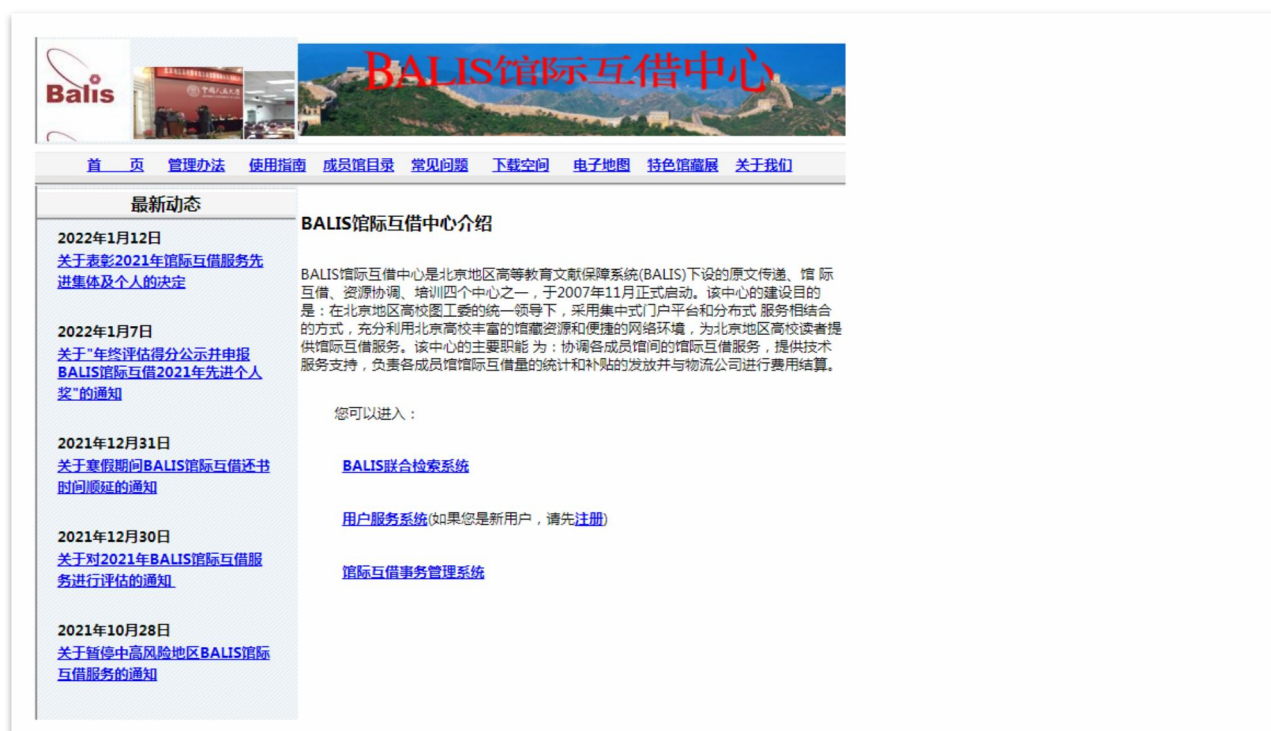 Balis
中国人民大学
BALIS馆际互借中心
首 页 管理办法 使用指南 成员馆目录 常见问题 下载空间 电子地图 特色馆藏展 关于我们
最新动态
2022年1月12日
关于表彰2021年馆际互借服务先
进集体及个人的决定
2022年1月7日
关于"年终评估得分公示并申报
BALIS馆际互借2021年先进个人
奖"的通知
2021年12月31日
关于寒假期间BALIS馆际互借还书
时间顺延的通知
2021年12月30日
关于对2021年BALIS馆际互借服
务进行评估的通知
2021年10月28日
关于暂停中高风险地区BALIS馆际
互借服务的通知
BALIS馆际互借中心介绍
BALIS馆际互借中心是北京地区高等教育文献保障系统(BALIS)下设的原文传递、馆 际
互借、资源协调、培训四个中心之一，于2007年11月正式启动。该中心的建设目的
是：在北京地区高校图工委的统一领导下，采用集中式门户平台和分布式 服务相结合
的方式，充分利用北京高校丰富的馆藏资源和便捷的网络环境，为北京地区高校读者提
供馆际互借服务。该中心的主要职能 为：协调各成员馆间的馆际互借服务，提供技术
服务支持，负责各成员馆馆际互借量的统计和补贴的发放并与物流公司进行费用结算。
您可以进入：
BALIS联合检索系统
用户服务系统(如果您是新用户，请先注册)
馆际互借事务管理系统